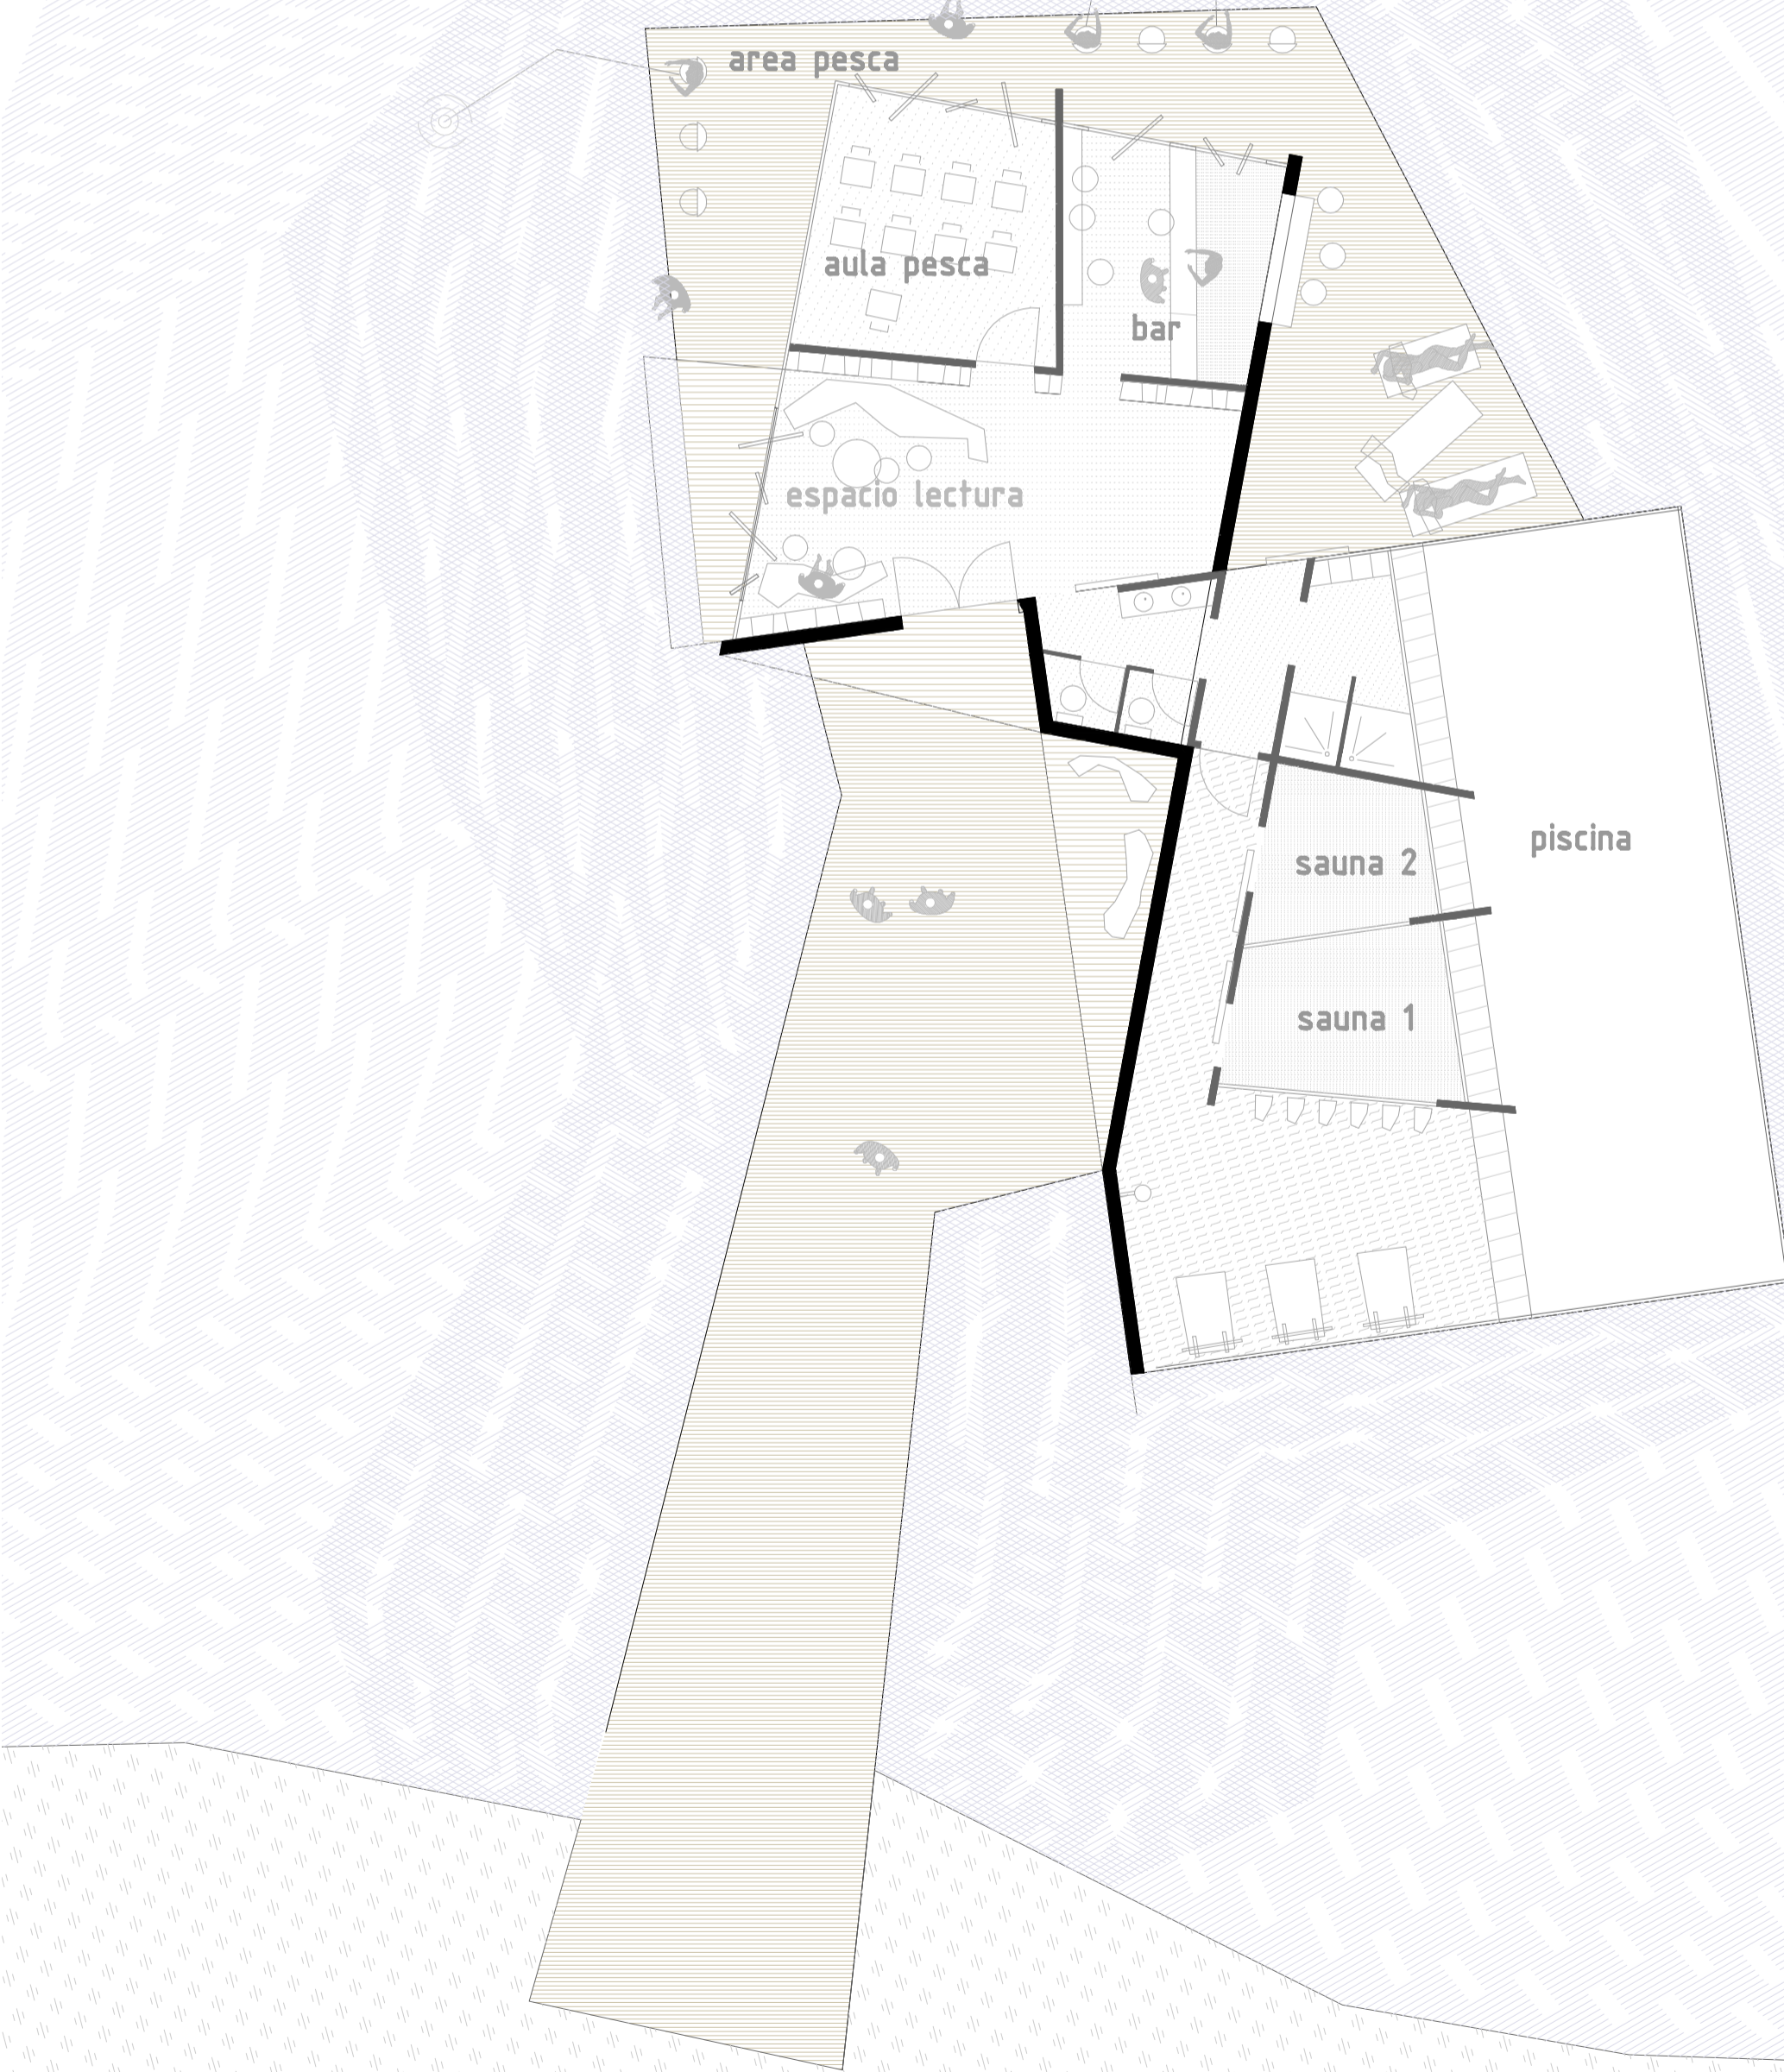 area pesca
aula pesca
bar
espacio lectura
piscina
sauna 2
sauna 1